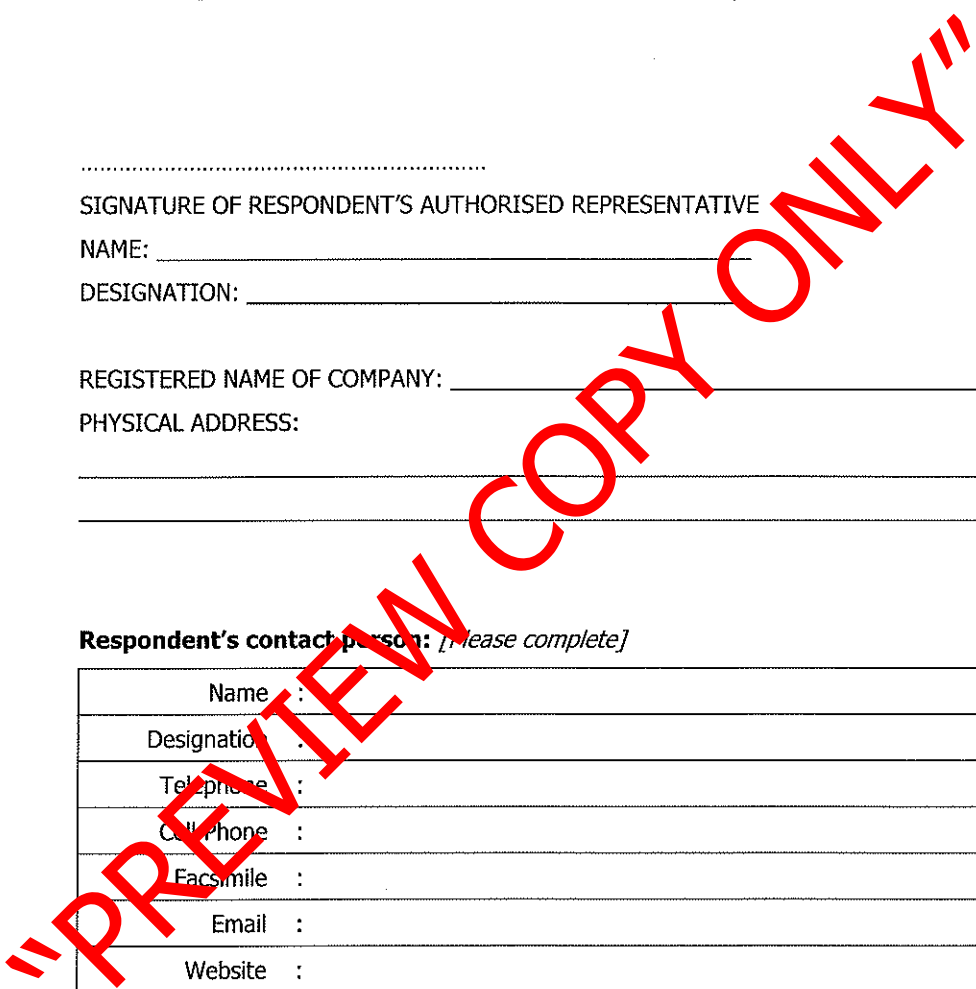 SIGNATURE OF RESPONDENT'S AUTHORISED REPRESENTATIVE
NAME:
DESIGNATION:
REGISTERED NAME OF COMPANY:
PHYSICAL ADDRESS:
Respondent's contact person: [Please complete]
Name :
Designation :
Telephone :
Cell Phone :
Facsimile :
Email :
Website :
"PREVIEW COPY ONLY"